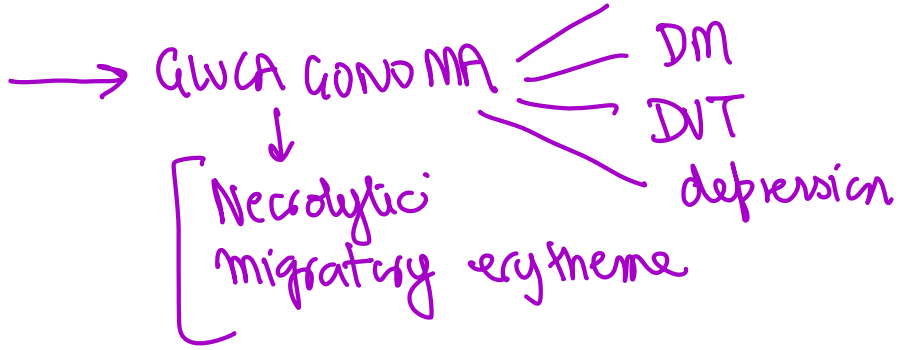 GLUCAGONOMA
DM
DVT
depression
Necrolytic
migratory erytheme